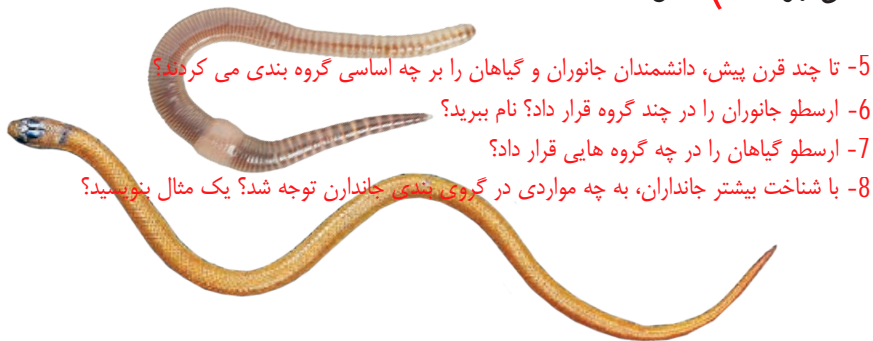 5- تا چند قرن پیش، دانشمندان جانوران و گیاهان را بر چه اساسی گروه بندی می کردند؟
6- ارسطو جانوران را در چند گروه قرار داد؟ نام ببرید؟
7- ارسطو گیاهان را در چه گروه هایی قرار داد؟
8- با شناخت بیشتر جانداران، به چه مواردی در گروی بندی جاندارن توجه شد؟ یک مثال بنویسید؟